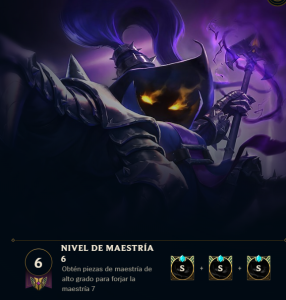 NIVEL DE MAESTRÍA
6
6
Obtén piezas de maestría de
alto grado para forjar la
maestría 7
S + S + S